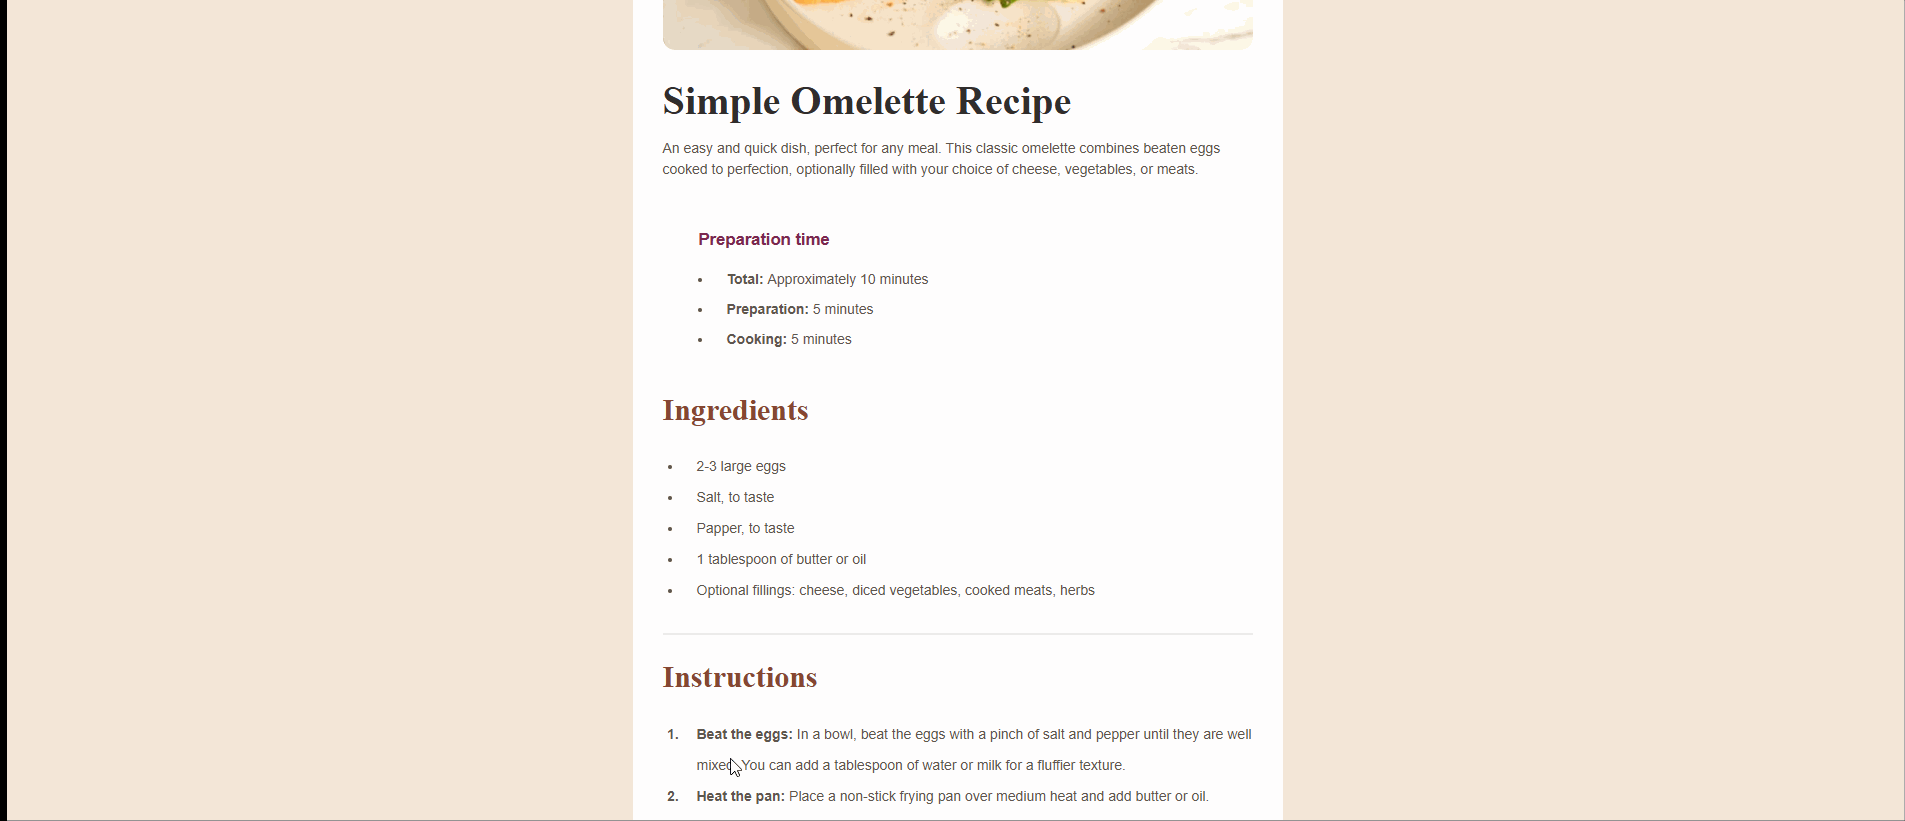 Simple Omelette Recipe
An easy and quick dish, perfect for any meal. This classic omelette combines beaten eggs
cooked to perfection, optionally filled with your choice of cheese, vegetables, or meats.
Preparation time
• Total: Approximately 10 minutes
• Preparation: 5 minutes
• Cooking: 5 minutes
Ingredients
• 2-3 large eggs
• Salt, to taste
• Papper, to taste
• 1 tablespoon of butter or oil
• Optional fillings: cheese, diced vegetables, cooked meats, herbs
Instructions
1. Beat the eggs: In a bowl, beat the eggs with a pinch of salt and pepper until they are well
mixed. You can add a tablespoon of water or milk for a fluffier texture.
2. Heat the pan: Place a non-stick frying pan over medium heat and add butter or oil.